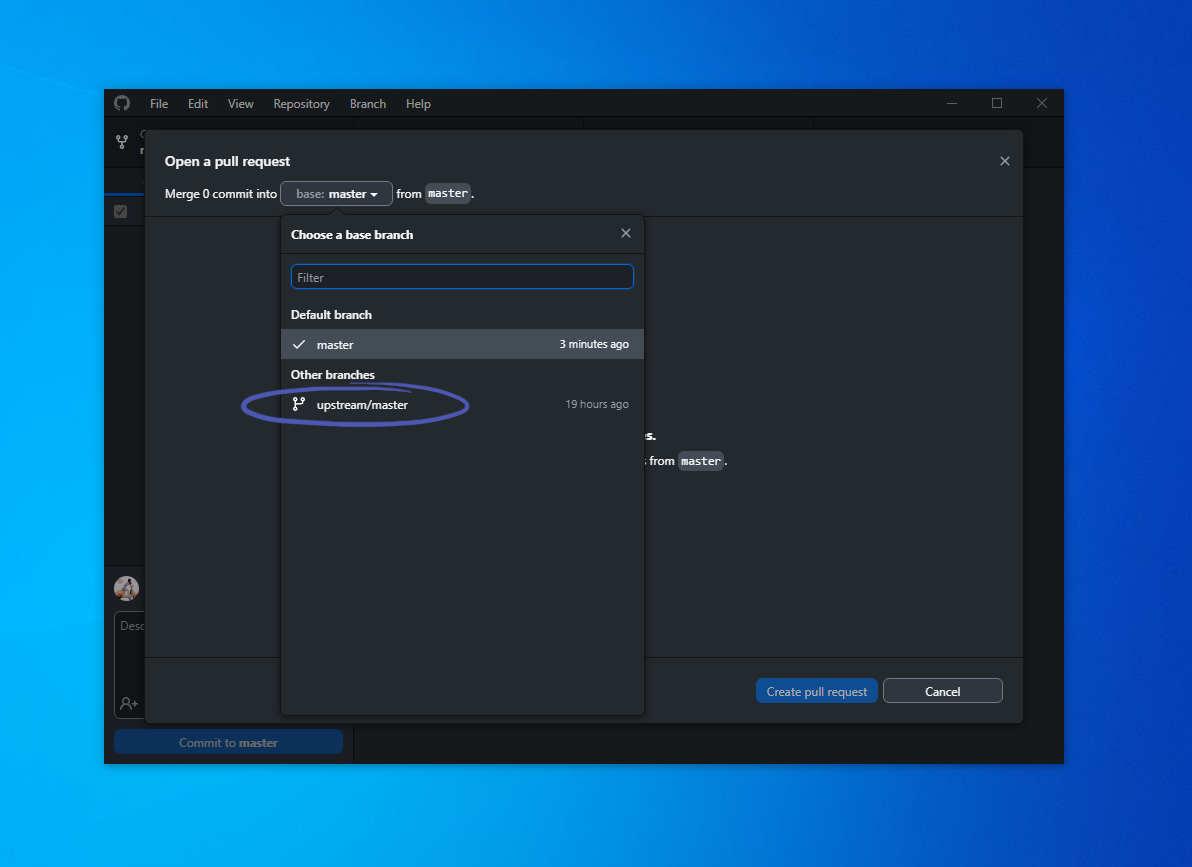 File Edit View Repository Branch Help
Open a pull request
Merge 0 commit into base: master from master.
Choose a base branch
Filter
Default branch
master 3 minutes ago
Other branches
upstream/master 19 hours ago
from master.
Desc
Create pull request Cancel
Commit to master